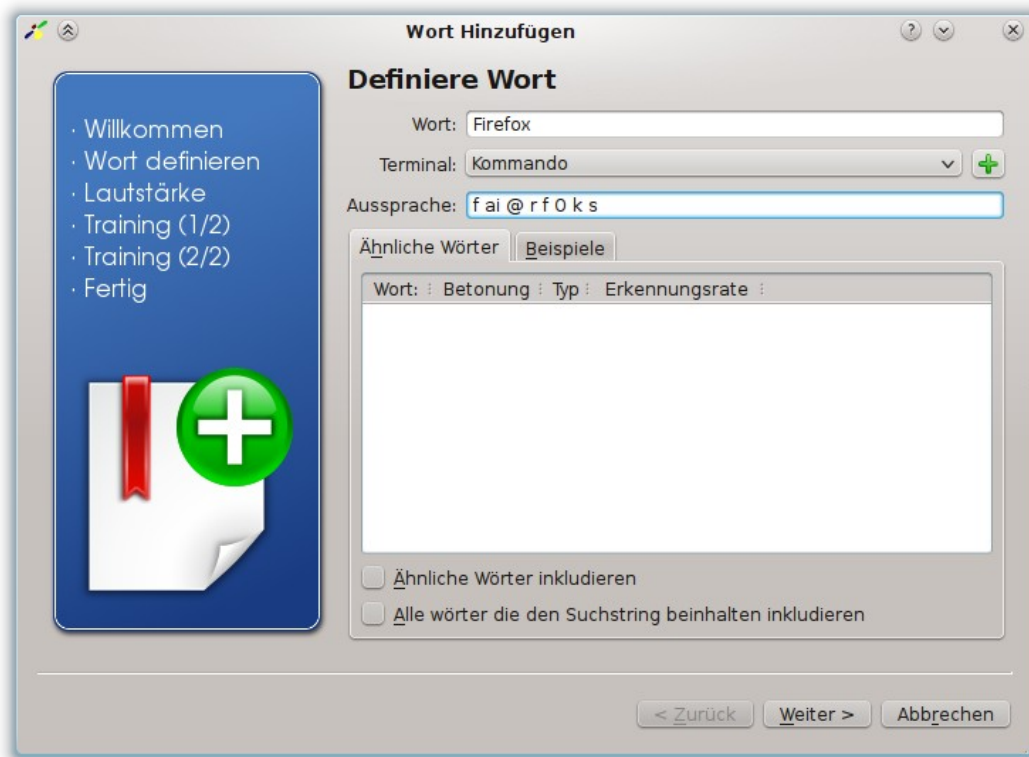 Wort Hinzufügen
· Willkommen
· Wort definieren
· Lautstärke
· Training (1/2)
· Training (2/2)
· Fertig
Definiere Wort
Wort: Firefox
Terminal: Kommando
Aussprache: f ai @ r f O k s
Ähnliche Wörter Beispiele
Wort: Betonung Typ Erkennungsrate
Ähnliche Wörter inkludieren
Alle wörter die den Suchstring beinhalten inkludieren
< Zurück Weiter > Abbrechen